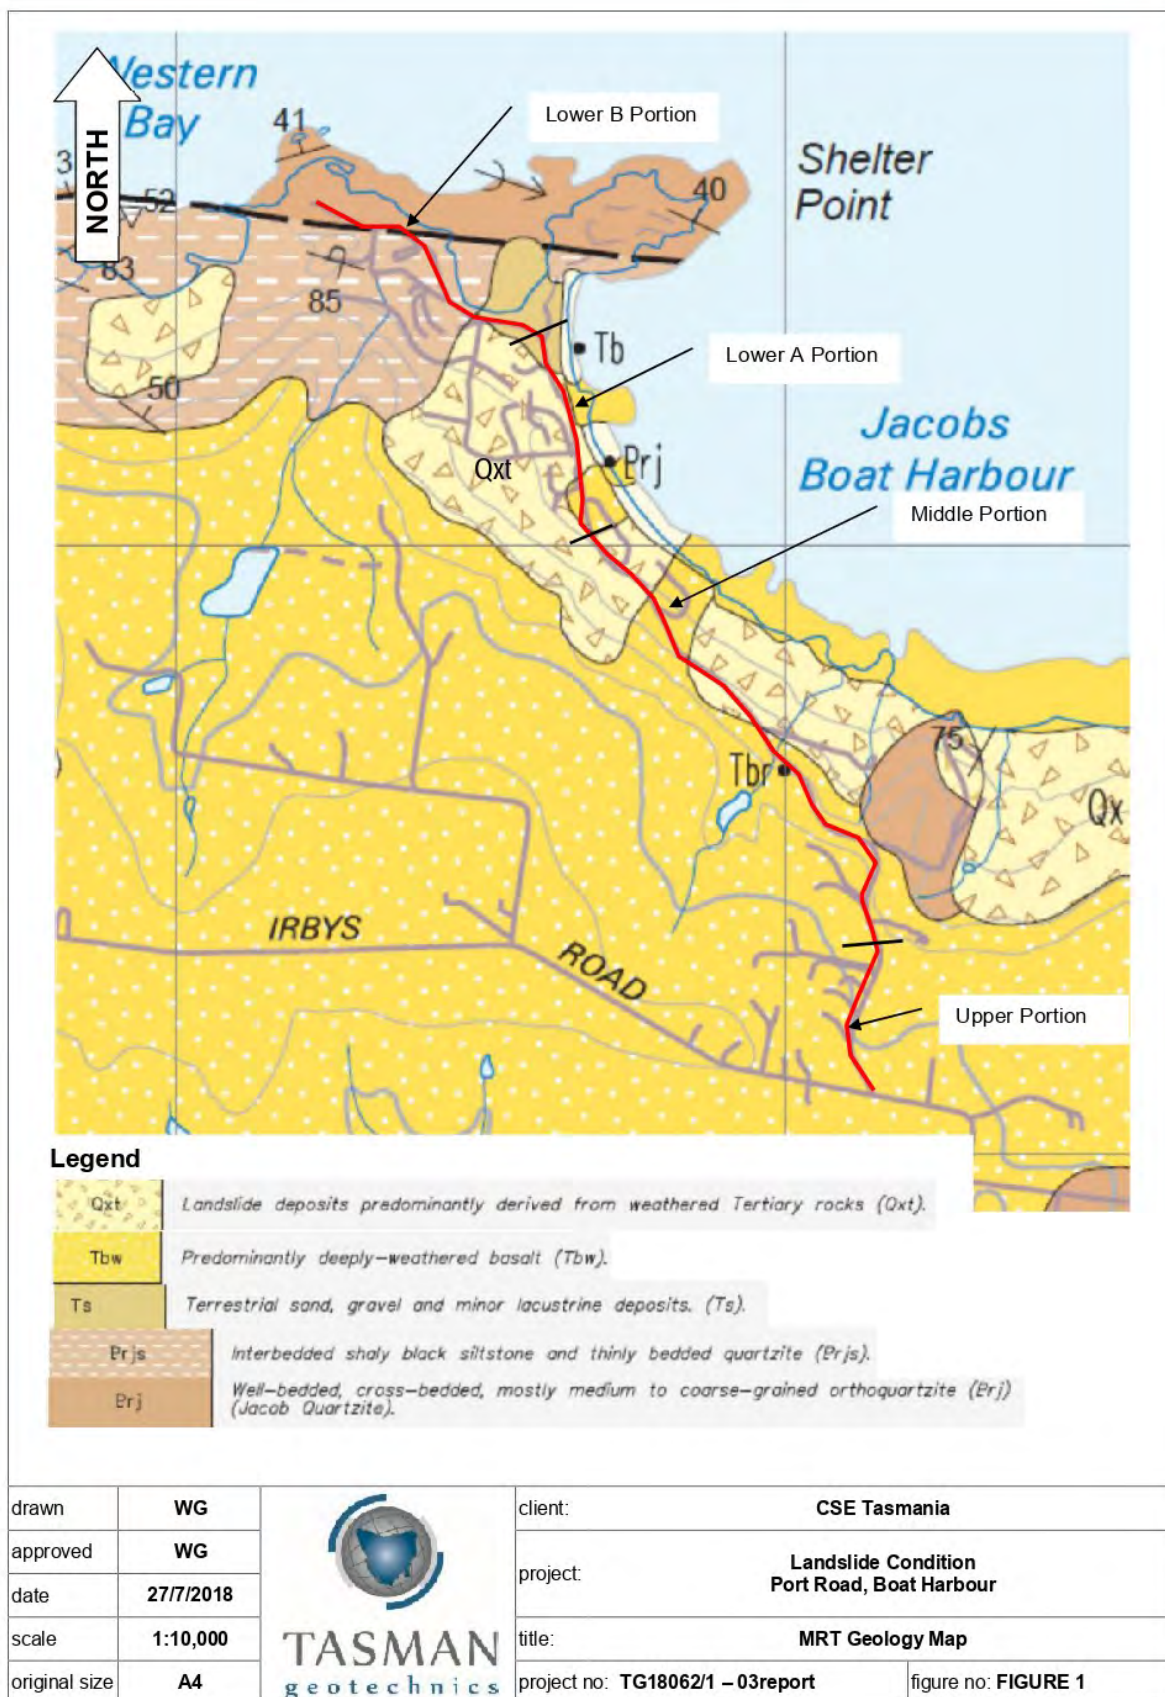 Western
Bay
NORTH
41
Lower B Portion
Shelter
Point
3
52
40
83
85
Tb
Lower A Portion
50
Jacobs
Boat Harbour
Qxt
Prj
Middle Portion
75
Tbr
Qx
IRBYS
ROAD
Upper Portion
Legend
Qxt Landslide deposits predominantly derived from weathered Tertiary rocks (Qxt).
Tbw Predominantly deeply-weathered basalt (Tbw).
Ts Terrestrial sand, gravel and minor lacustrine deposits. (Ts).
Prjs Interbedded shaly black siltstone and thinly bedded quartzite (Prjs).
Prj Well-bedded, cross-bedded, mostly medium to coarse-grained orthoquartzite (Prj)
(Jacob Quartzite).
drawn WG
approved WG
date 27/7/2018
scale 1:10,000
original size A4
TASMAN
geotechnics
client: CSE Tasmania
project: Landslide Condition
Port Road, Boat Harbour
title: MRT Geology Map
project no: TG18062/1 – 03report
figure no: FIGURE 1